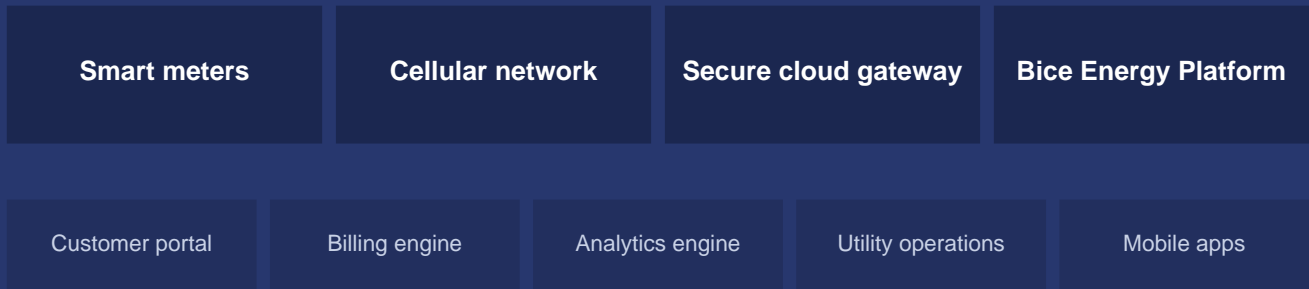 Smart meters
Cellular network
Secure cloud gateway
Bice Energy Platform
Customer portal
Billing engine
Analytics engine
Utility operations
Mobile apps